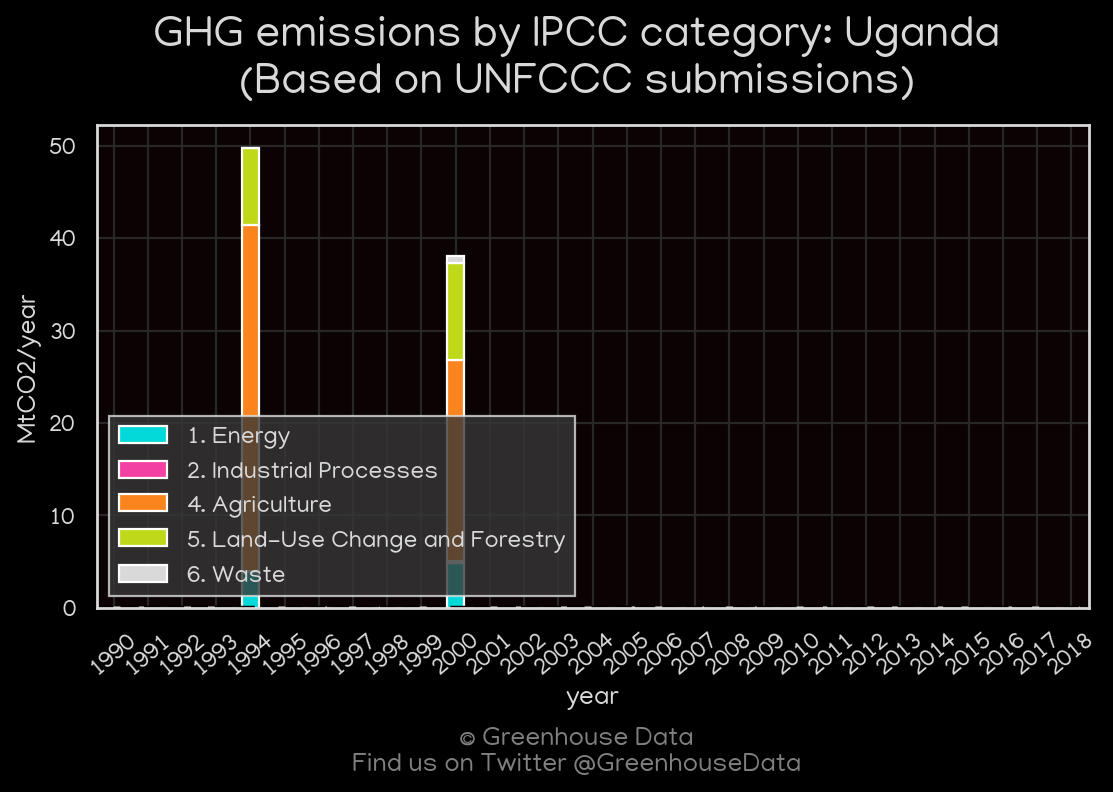 GHG emissions by IPCC category: Uganda
(Based on UNFCCC submissions)
50
40
30
20
10
0
MtCO2/year
1. Energy
2. Industrial Processes
4. Agriculture
5. Land-Use Change and Forestry
6. Waste
1990 1991 1992 1993 1994 1995 1996 1997 1998 1999 2000 2001 2002 2003 2004 2005 2006 2007 2008 2009 2010 2011 2012 2013 2014 2015 2016 2017 2018
year
© Greenhouse Data
Find us on Twitter @GreenhouseData